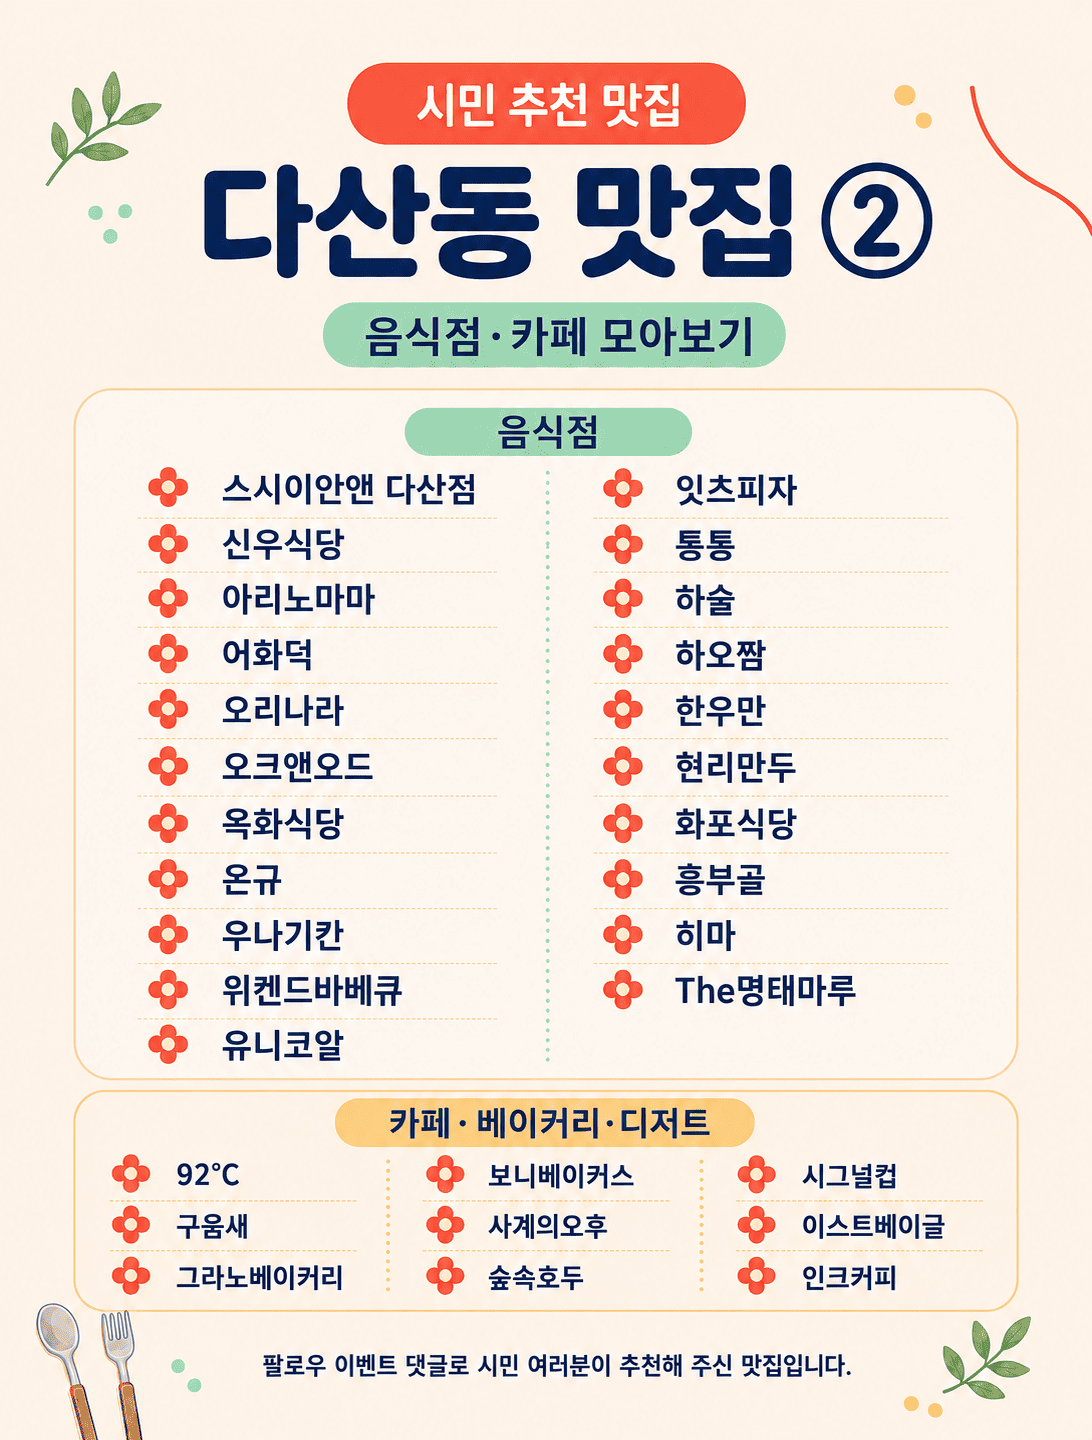 시민 추천 맛집
다산동 맛집 ②
음식점·카페 모아보기
음식점
스시이안앤 다산점
신우식당
아리노마마
어화덕
오리나라
오크앤오드
옥화식당
온규
우나기칸
위켄드바베큐
유니코알
잇츠피자
통통
하술
하오짬
한우만
현리만두
화포식당
흥부골
히마
The명태마루
카페·베이커리·디저트
92°C
구움새
그라노베이커리
보니베이커스
사계의오후
숲속호두
시그널컵
이스트베이글
인크커피
팔로우 이벤트 댓글로 시민 여러분이 추천해 주신 맛집입니다.